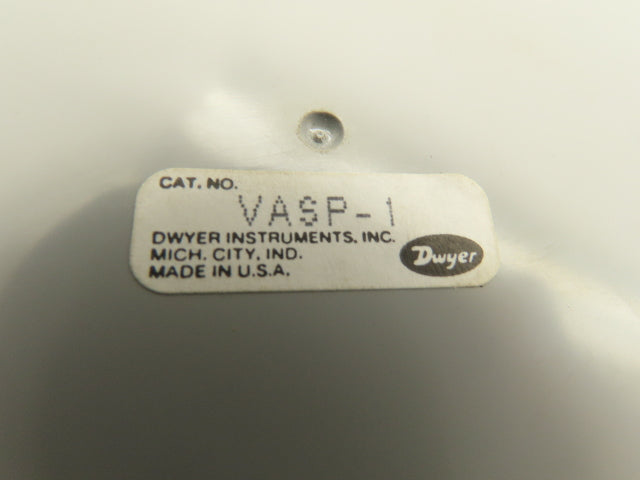 CAT. NO.
VASP-1
DWYER INSTRUMENTS, INC.
MICH. CITY, IND.
MADE IN U.S.A.
Dwyer